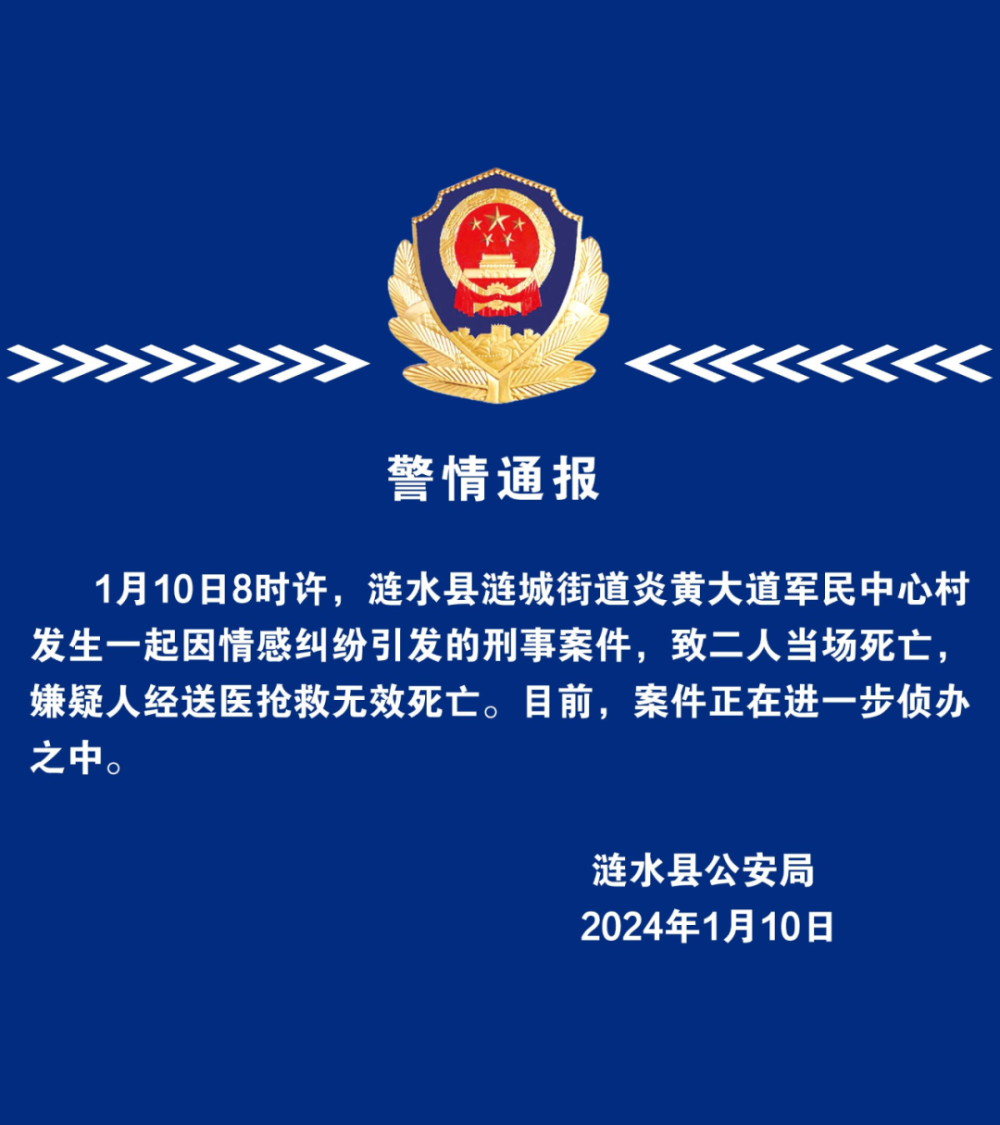 警情通报
1月10日8时许，涟水县涟城街道炎黄大道军民中心村
发生一起因情感纠纷引发的刑事案件，致二人当场死亡，
嫌疑人经送医抢救无效死亡。目前，案件正在进一步侦办
之中。
涟水县公安局
2024年1月10日